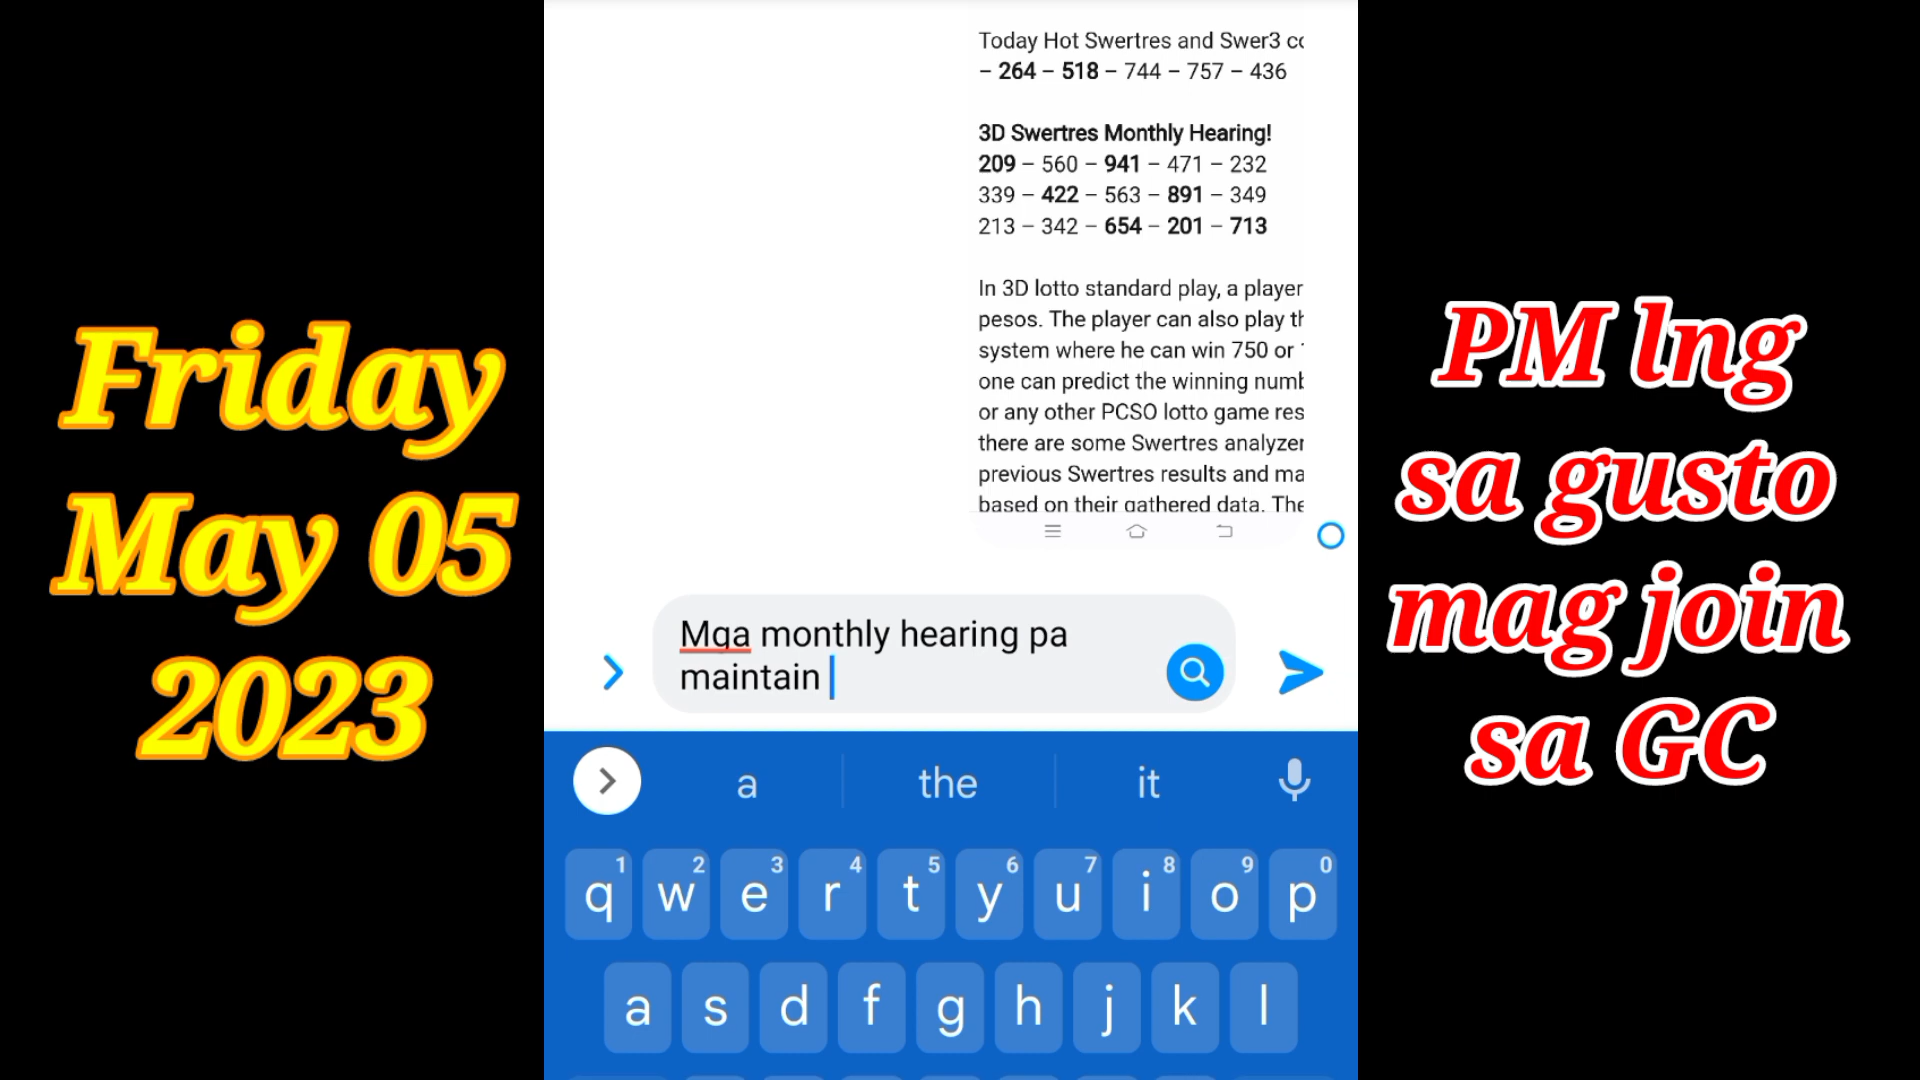 Friday
May 05
2023
Today Hot Swertres and Swer3
– 264 – 518 – 744 – 757 – 436
3D Swertres Monthly Hearing!
209 – 560 – 941 – 471 – 232
339 – 422 – 563 – 891 – 349
213 – 342 – 654 – 201 – 713
In 3D lotto standard play, a player
pesos. The player can also play
system where he can win 750 or
one can predict the winning
or any other PCSO lotto game
there are some Swertres
previous Swertres results and
based on their gathered data.
Mga monthly hearing pa
maintain
a the it
1 2 3 4 5 6 7 8 9 0
q w e r t y u i o p
a s d f g h j k l
PM lng
sa gusto
mag join
sa GC